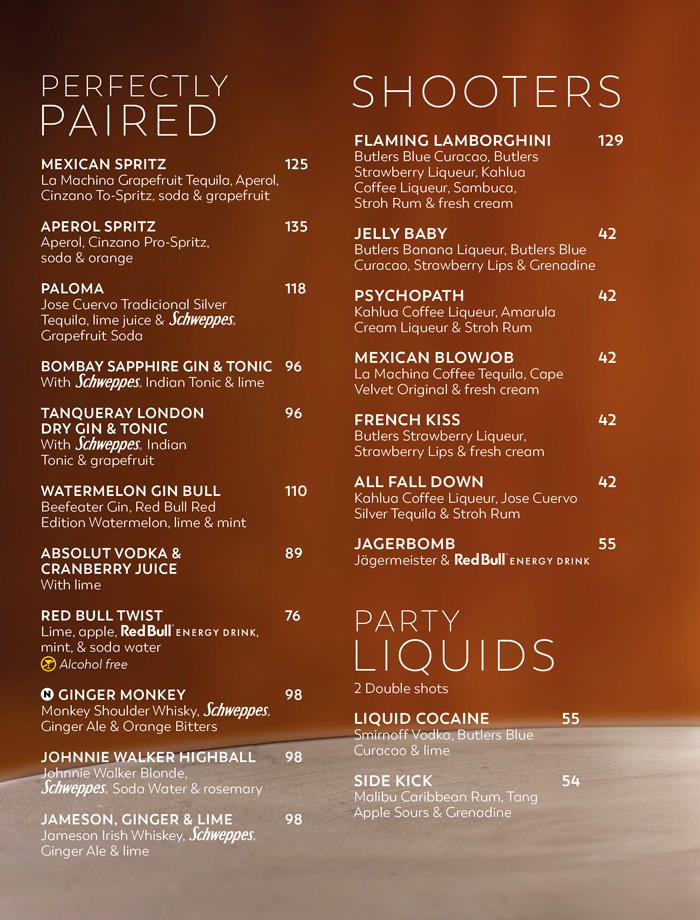 PERFECTLY
PAIRED
MEXICAN SPRITZ 125
La Machina Grapefruit Tequila, Aperol,
Cinzano To-Spritz, soda & grapefruit
APEROL SPRITZ 135
Aperol, Cinzano Pro-Spritz,
soda & orange
PALOMA 118
Jose Cuervo Tradicional Silver
Tequila, lime juice & Schweppes®
Grapefruit Soda
BOMBAY SAPPHIRE GIN & TONIC 96
With Schweppes® Indian Tonic & lime
TANQUERAY LONDON 96
DRY GIN & TONIC
With Schweppes® Indian
Tonic & grapefruit
WATERMELON GIN BULL 110
Beefeater Gin, Red Bull Red
Edition Watermelon, lime & mint
ABSOLUT VODKA & 89
CRANBERRY JUICE
With lime
RED BULL TWIST 76
Lime, apple, Red Bull® ENERGY DRINK,
mint, & soda water
Alcohol free
N GINGER MONKEY 98
Monkey Shoulder Whisky, Schweppes®
Ginger Ale & Orange Bitters
JOHNNIE WALKER HIGHBALL 98
Johnnie Walker Blonde,
Schweppes® Soda Water & rosemary
JAMESON, GINGER & LIME 98
Jameson Irish Whiskey, Schweppes®
Ginger Ale & lime
SHOOTERS
FLAMING LAMBORGHINI 129
Butlers Blue Curacao, Butlers
Strawberry Liqueur, Kahlua
Coffee Liqueur, Sambuca,
Stroh Rum & fresh cream
JELLY BABY 42
Butlers Banana Liqueur, Butlers Blue
Curacao, Strawberry Lips & Grenadine
PSYCHOPATH 42
Kahlua Coffee Liqueur, Amarula
Cream Liqueur & Stroh Rum
MEXICAN BLOWJOB 42
La Machina Coffee Tequila, Cape
Velvet Original & fresh cream
FRENCH KISS 42
Butlers Strawberry Liqueur,
Strawberry Lips & fresh cream
ALL FALL DOWN 42
Kahlua Coffee Liqueur, Jose Cuervo
Silver Tequila & Stroh Rum
JAGERBOMB 55
Jägermeister & Red Bull® ENERGY DRINK
PARTY
LIQUIDS
2 Double shots
LIQUID COCAINE 55
Smirnoff Vodka, Butlers Blue
Curacao & lime
SIDE KICK 54
Malibu Caribbean Rum, Tang
Apple Sours & Grenadine